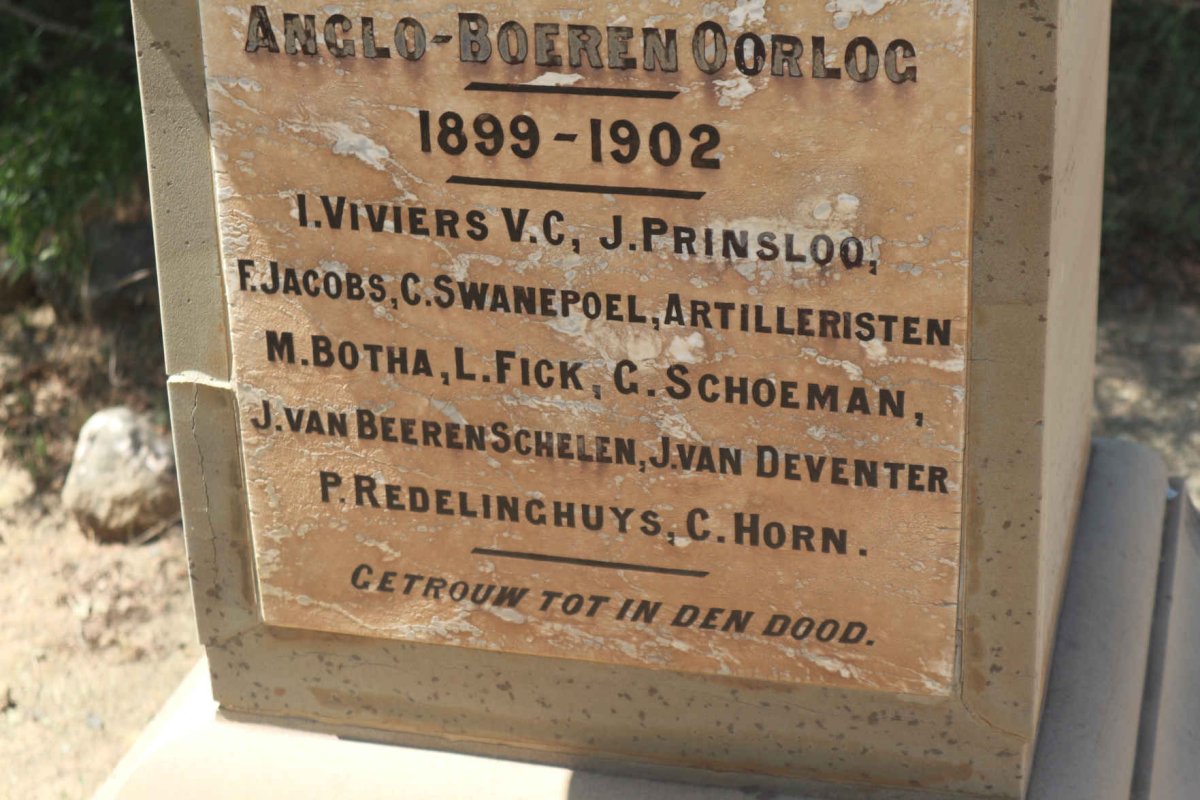 ANGLO-BOEREN OORLOG
1899-1902
I. VIVIERS V.C, J. PRINSLOO,
F. JACOBS, C. SWANEPOEL, ARTILLERISTEN
M. BOTHA, L. FICK, G. SCHOEMAN,
J. VAN BEERENSCHELEN, J. VAN DEVENTER
P. REDELINGHUYS, C. HORN.
GETROUW TOT IN DEN DOOD.